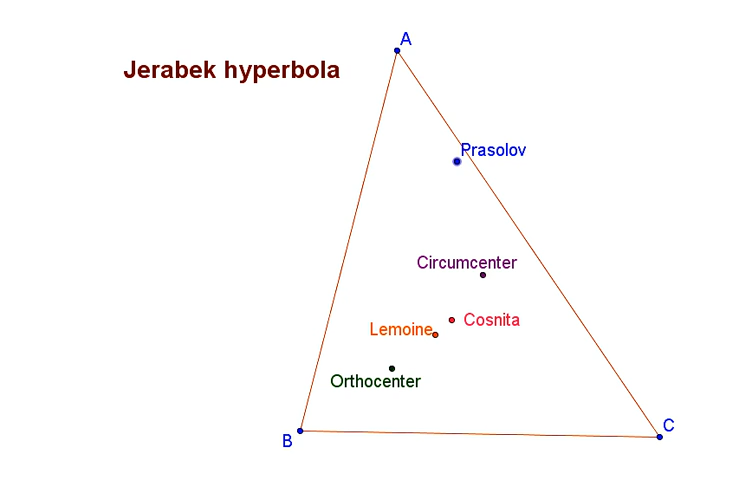 A
Jerabek hyperbola
Prasolov
Circumcenter
Cosnita
Lemoine
Orthocenter
C
B